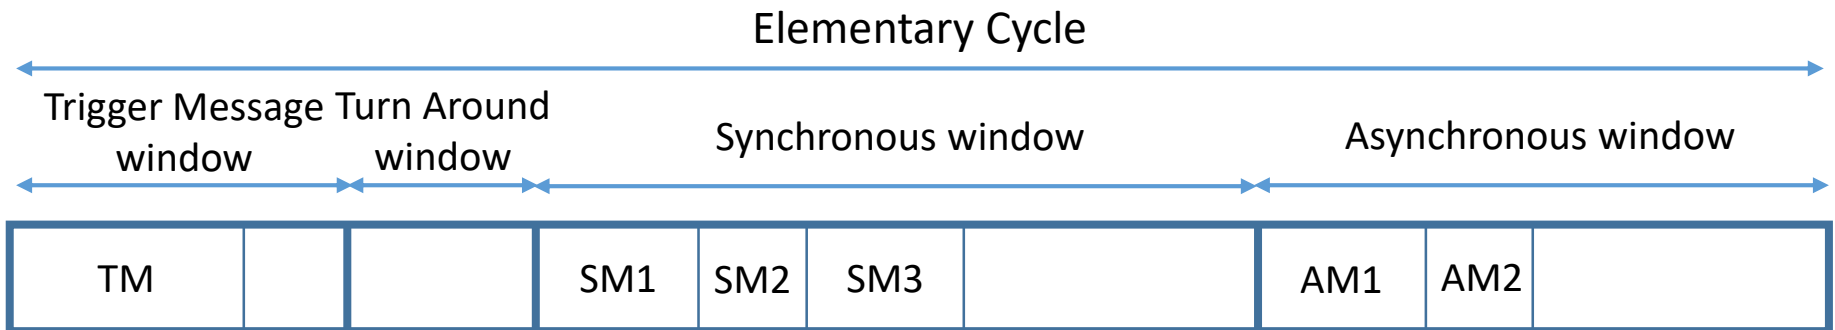 Elementary Cycle
Trigger Message
window
Turn Around
window
Synchronous window
Asynchronous window
TM
SM1
SM2
SM3
AM1
AM2